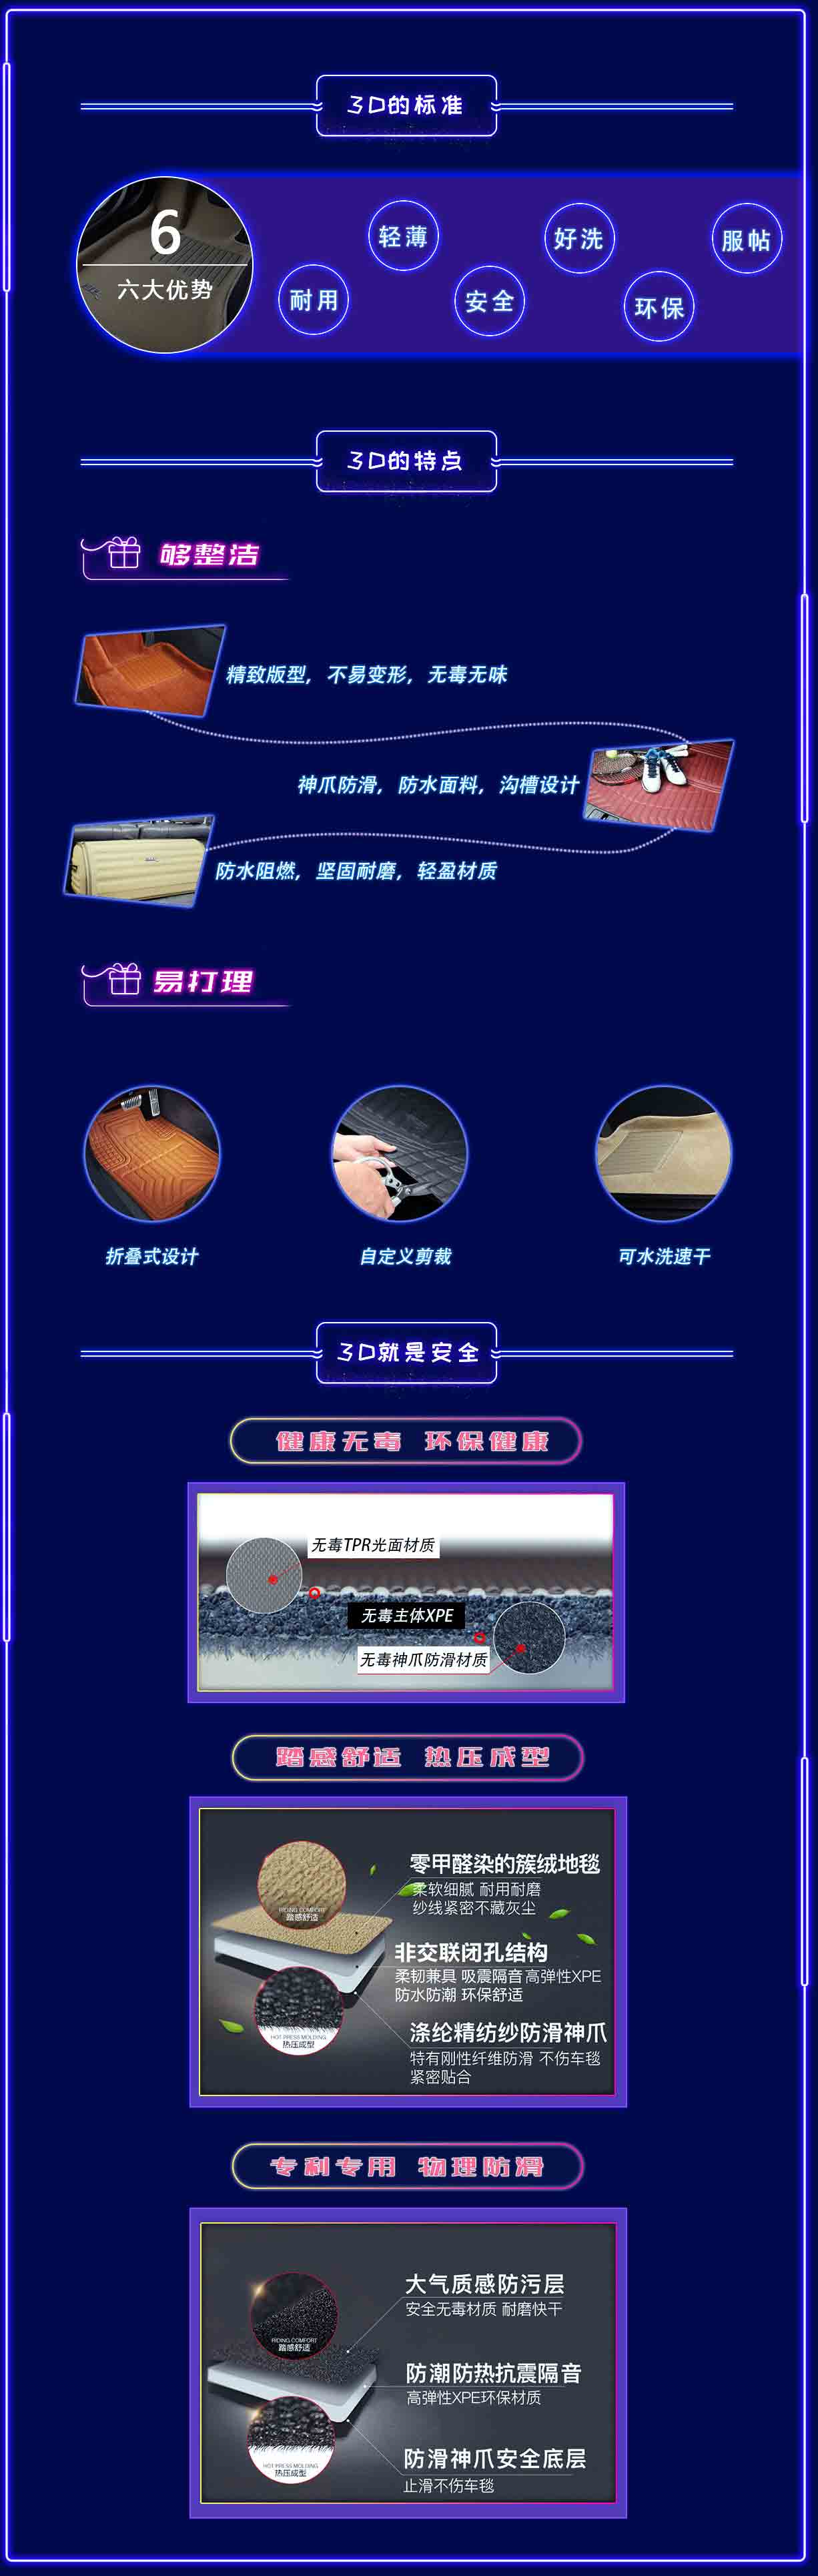 3D的标准
6
六大优势
轻薄
好洗
服帖
耐用
安全
环保
3D的特点
够整洁
精致版型，不易变形，无毒无味
神爪防滑，防水面料，沟槽设计
防水阻燃，坚固耐磨，轻盈材质
易打理
折叠式设计
自定义剪裁
可水洗速干
3D就是安全
健康无毒 环保健康
无毒TPR光面材质
无毒主体XPE
无毒神爪防滑材质
踏感舒适 热压成型
零甲醛染的簇绒地毯
柔软细腻 耐用耐磨
纱线紧密不藏灰尘
RIDING COMFORT
踏感舒适
非交联闭孔结构
柔韧兼具 吸震隔音 高弹性XPE
防水防潮 环保舒适
涤纶精纺纱防滑神爪
HOT PRESS MOLDING
热压成型
特有刚性纤维防滑 不伤车毯
紧密贴合
专利专用 物理防滑
大气质感防污层
安全无毒材质 耐磨快干
RIDING COMFORT
踏感舒适
防潮防热抗震隔音
高弹性XPE环保材质
防滑神爪安全底层
HOT PRESS MOLDING
热压成型
止滑不伤车毯